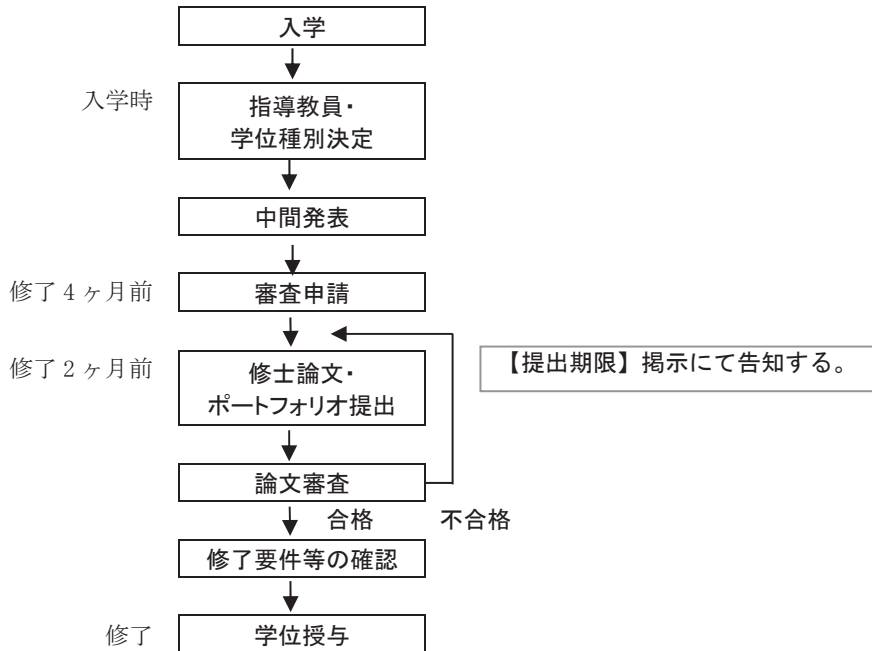 入学
入学時
指導教員・
学位種別決定
中間発表
修了4ヶ月前
審査申請
修了2ヶ月前
修士論文・
ポートフォリオ提出
【提出期限】掲示にて告知する。
論文審査
合格
不合格
修了要件等の確認
修了
学位授与